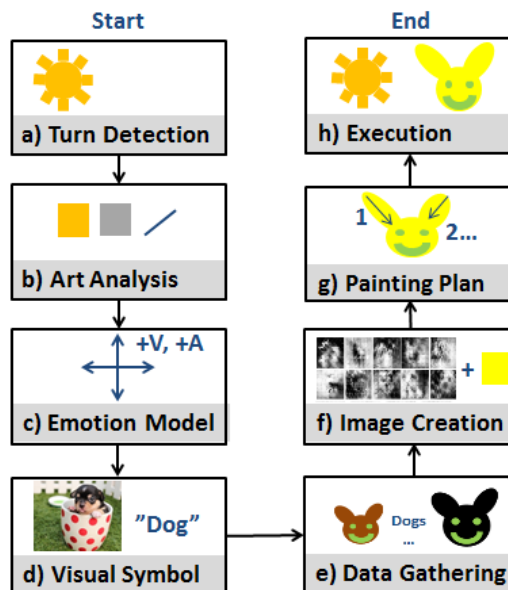 Start
a) Turn Detection
b) Art Analysis
+V, +A
c) Emotion Model
"Dog"
d) Visual Symbol
Dogs
...
e) Data Gathering
+
f) Image Creation
1
2...
g) Painting Plan
End
h) Execution